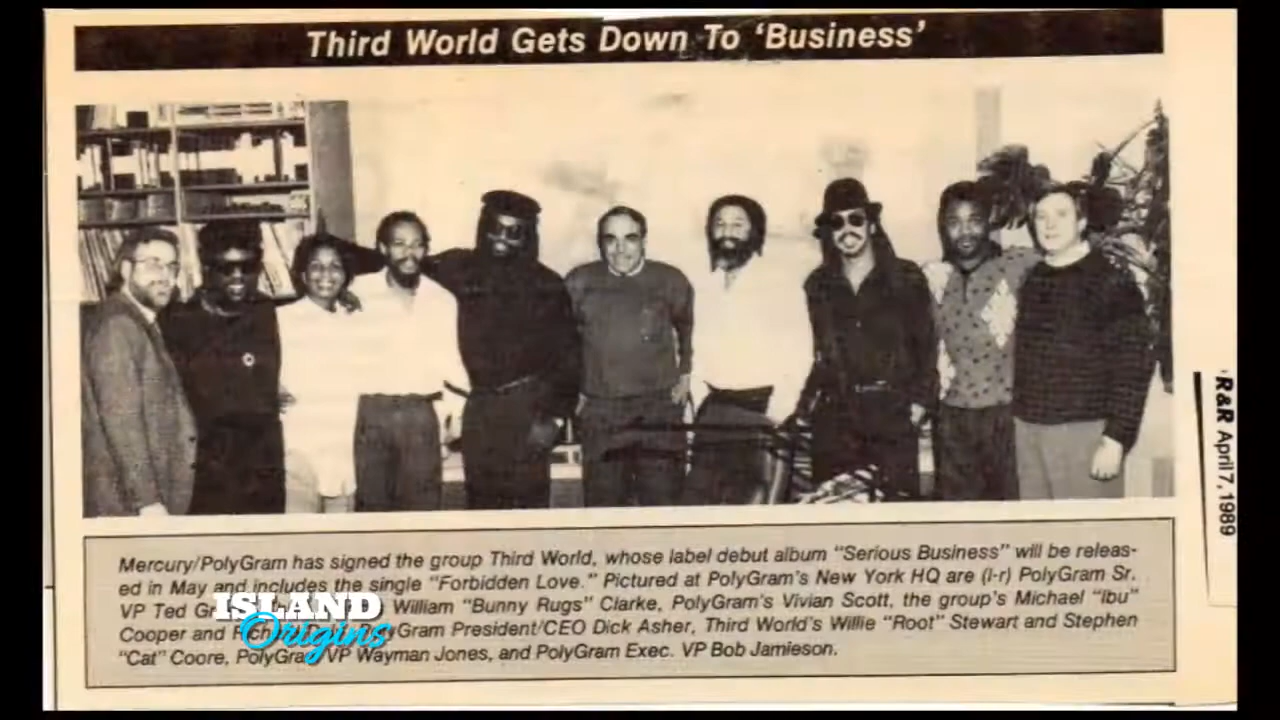 Third World Gets Down To ‘Business’
Mercury/PolyGram has signed the group Third World, whose label debut album “Serious Business” will be releas-
ed in May and includes the single “Forbidden Love.” Pictured at PolyGram’s New York HQ are (l-r) PolyGram Sr.
VP Ted William “Bunny Rugs” Clarke, PolyGram’s Vivian Scott, the group’s Michael “Ibu”
Cooper and PolyGram President/CEO Dick Asher, Third World’s Willie “Root” Stewart and Stephen
“Cat” Coore, PolyGram VP Wayman Jones, and PolyGram Exec. VP Bob Jamieson.
R&R April 7, 1989
ISLAND
Origins